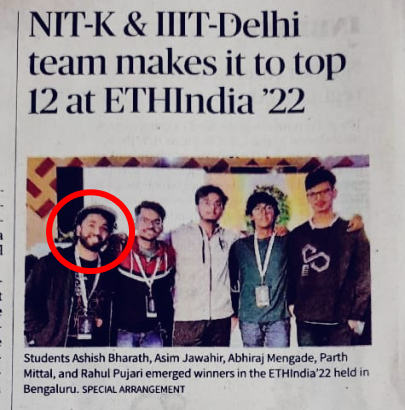 NIT-K & IIIT-Delhi
team makes it to top
12 at ETHIndia ’22
Students Ashish Bharath, Asim Jawahir, Abhiraj Mengade, Parth
Mittal, and Rahul Pujari emerged winners in the ETHIndia’22 held in
Bengaluru. SPECIAL ARRANGEMENT